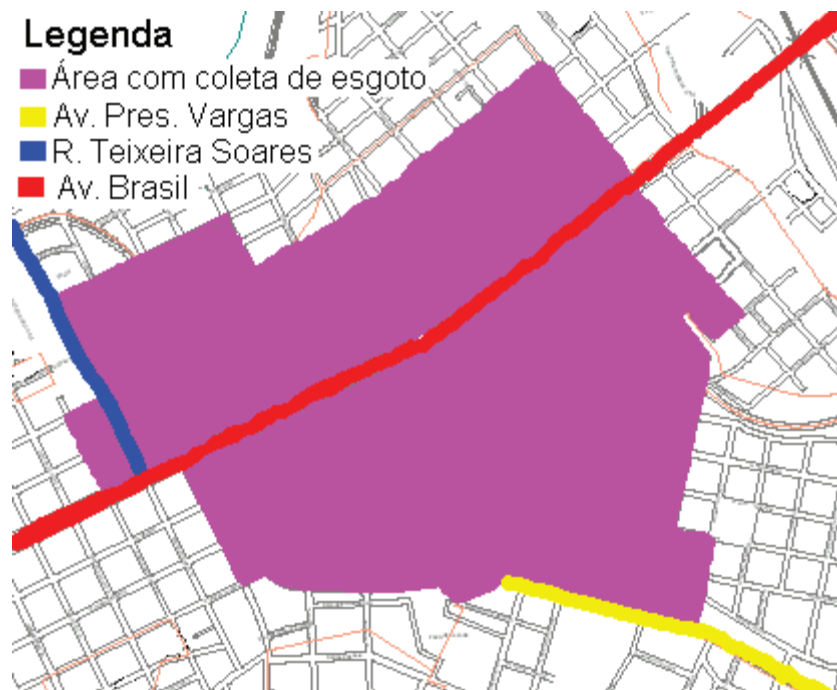 Legenda
Área com coleta de esgoto
Av. Pres. Vargas
R. Teixeira Soares
Av. Brasil